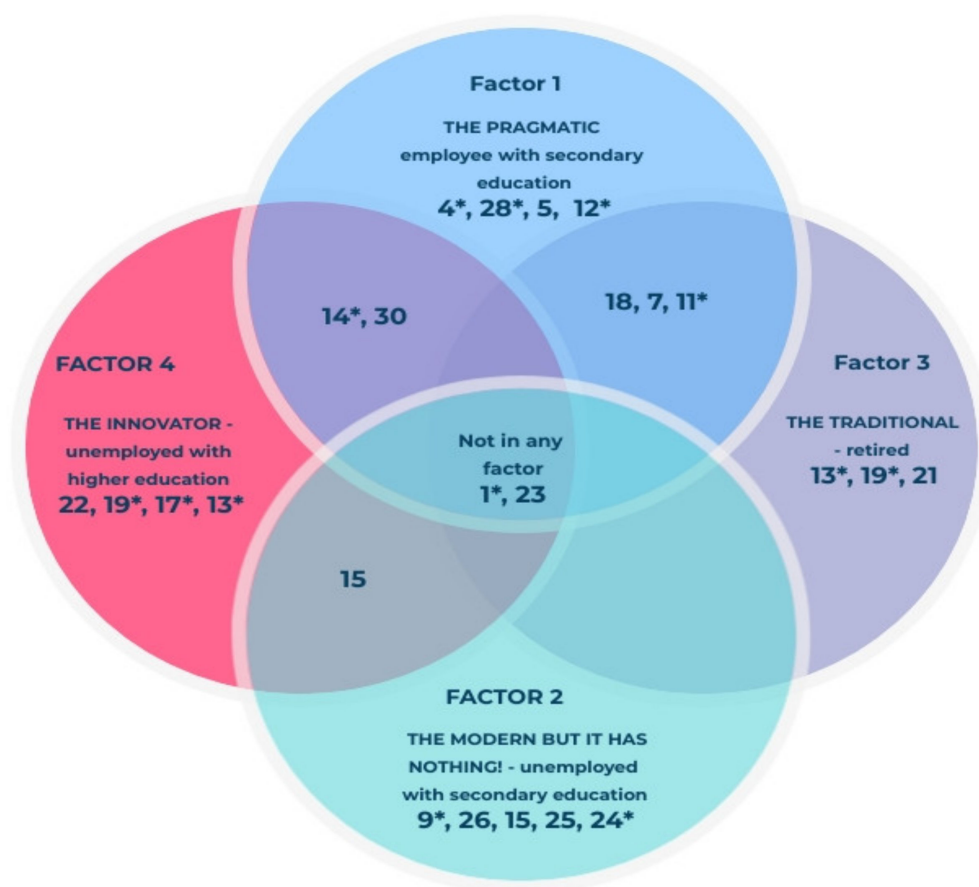 Factor 1
THE PRAGMATIC
employee with secondary
education
4*, 28*, 5, 12*
14*, 30
18, 7, 11*
FACTOR 4
THE INNOVATOR -
unemployed with
higher education
22, 19*, 17*, 13*
Factor 3
THE TRADITIONAL
- retired
13*, 19*, 21
Not in any
factor
1*, 23
15
FACTOR 2
THE MODERN BUT IT HAS
NOTHING! - unemployed
with secondary education
9*, 26, 15, 25, 24*